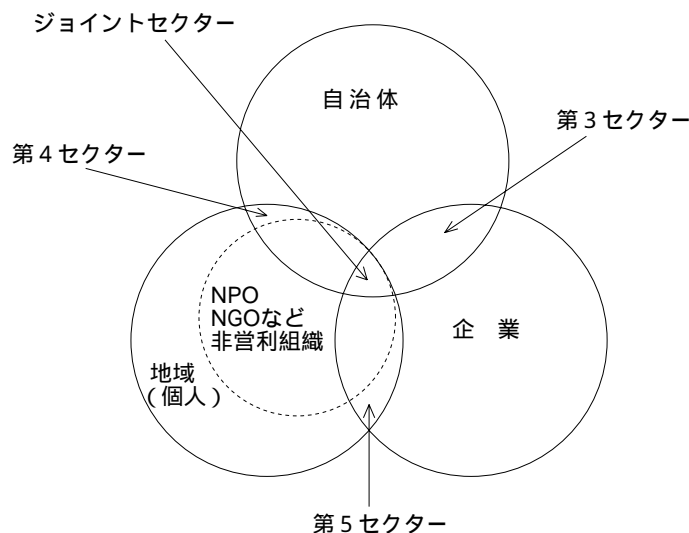 ジョイントセクター
自治体
第3セクター
第4セクター
NPO
NGOなど
非営利組織
企 業
地域
(個人)
第5セクター